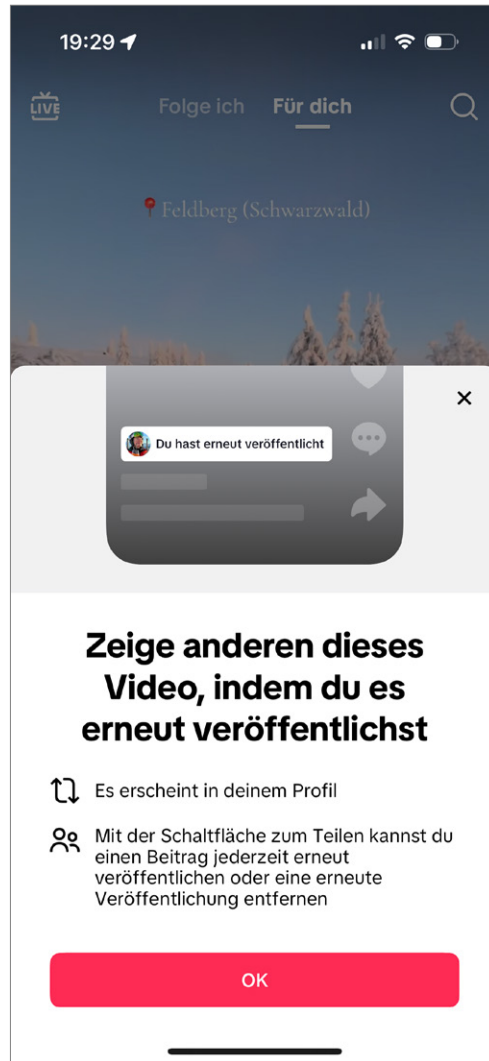 19:29
LIVE
Folge ich Für dich
Feldberg (Schwarzwald)
Du hast erneut veröffentlicht
Zeige anderen dieses
Video, indem du es
erneut veröffentlichst
Es erscheint in deinem Profil
Mit der Schaltfläche zum Teilen kannst du
einen Beitrag jederzeit erneut
veröffentlichen oder eine erneute
Veröffentlichung entfernen
OK